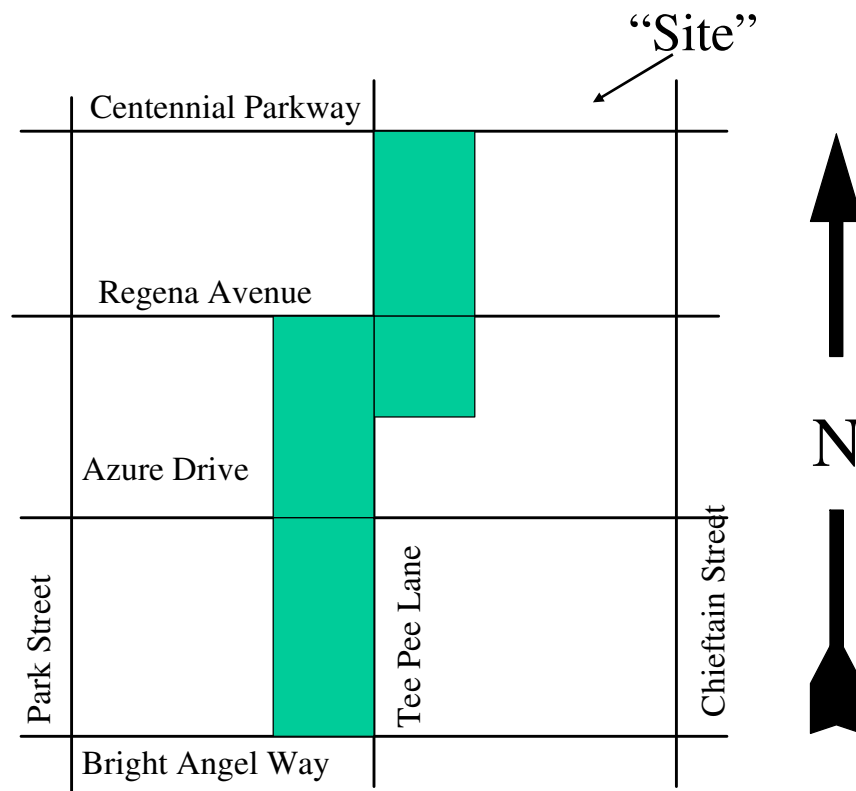 “Site”
Centennial Parkway
Regena Avenue
N
Azure Drive
Park Street
Tee Pee Lane
Chieftain Street
Bright Angel Way